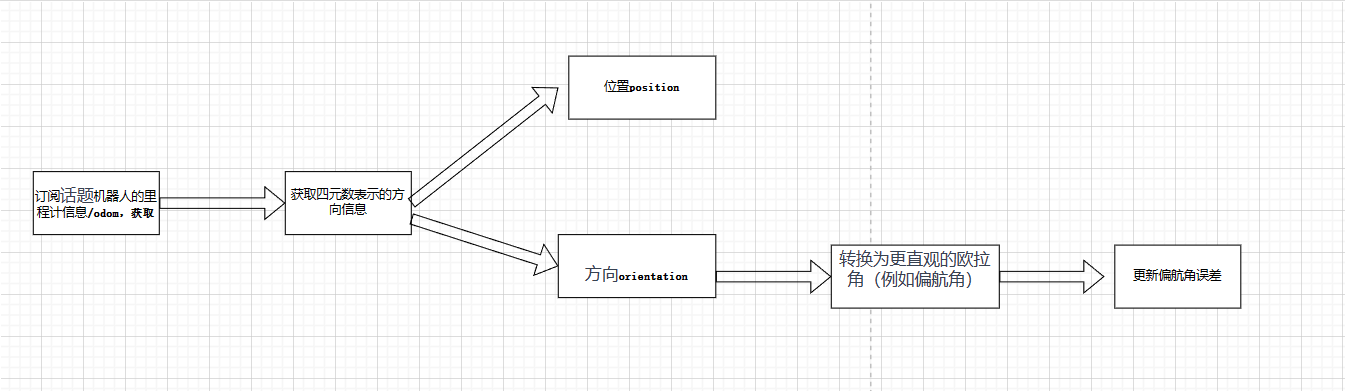 订阅话题机器人的里
程计信息/odom，获取
获取四元数表示的方
向信息
位置position
方向orientation
转换为更直观的欧拉
角（例如偏航角）
更新偏航角误差